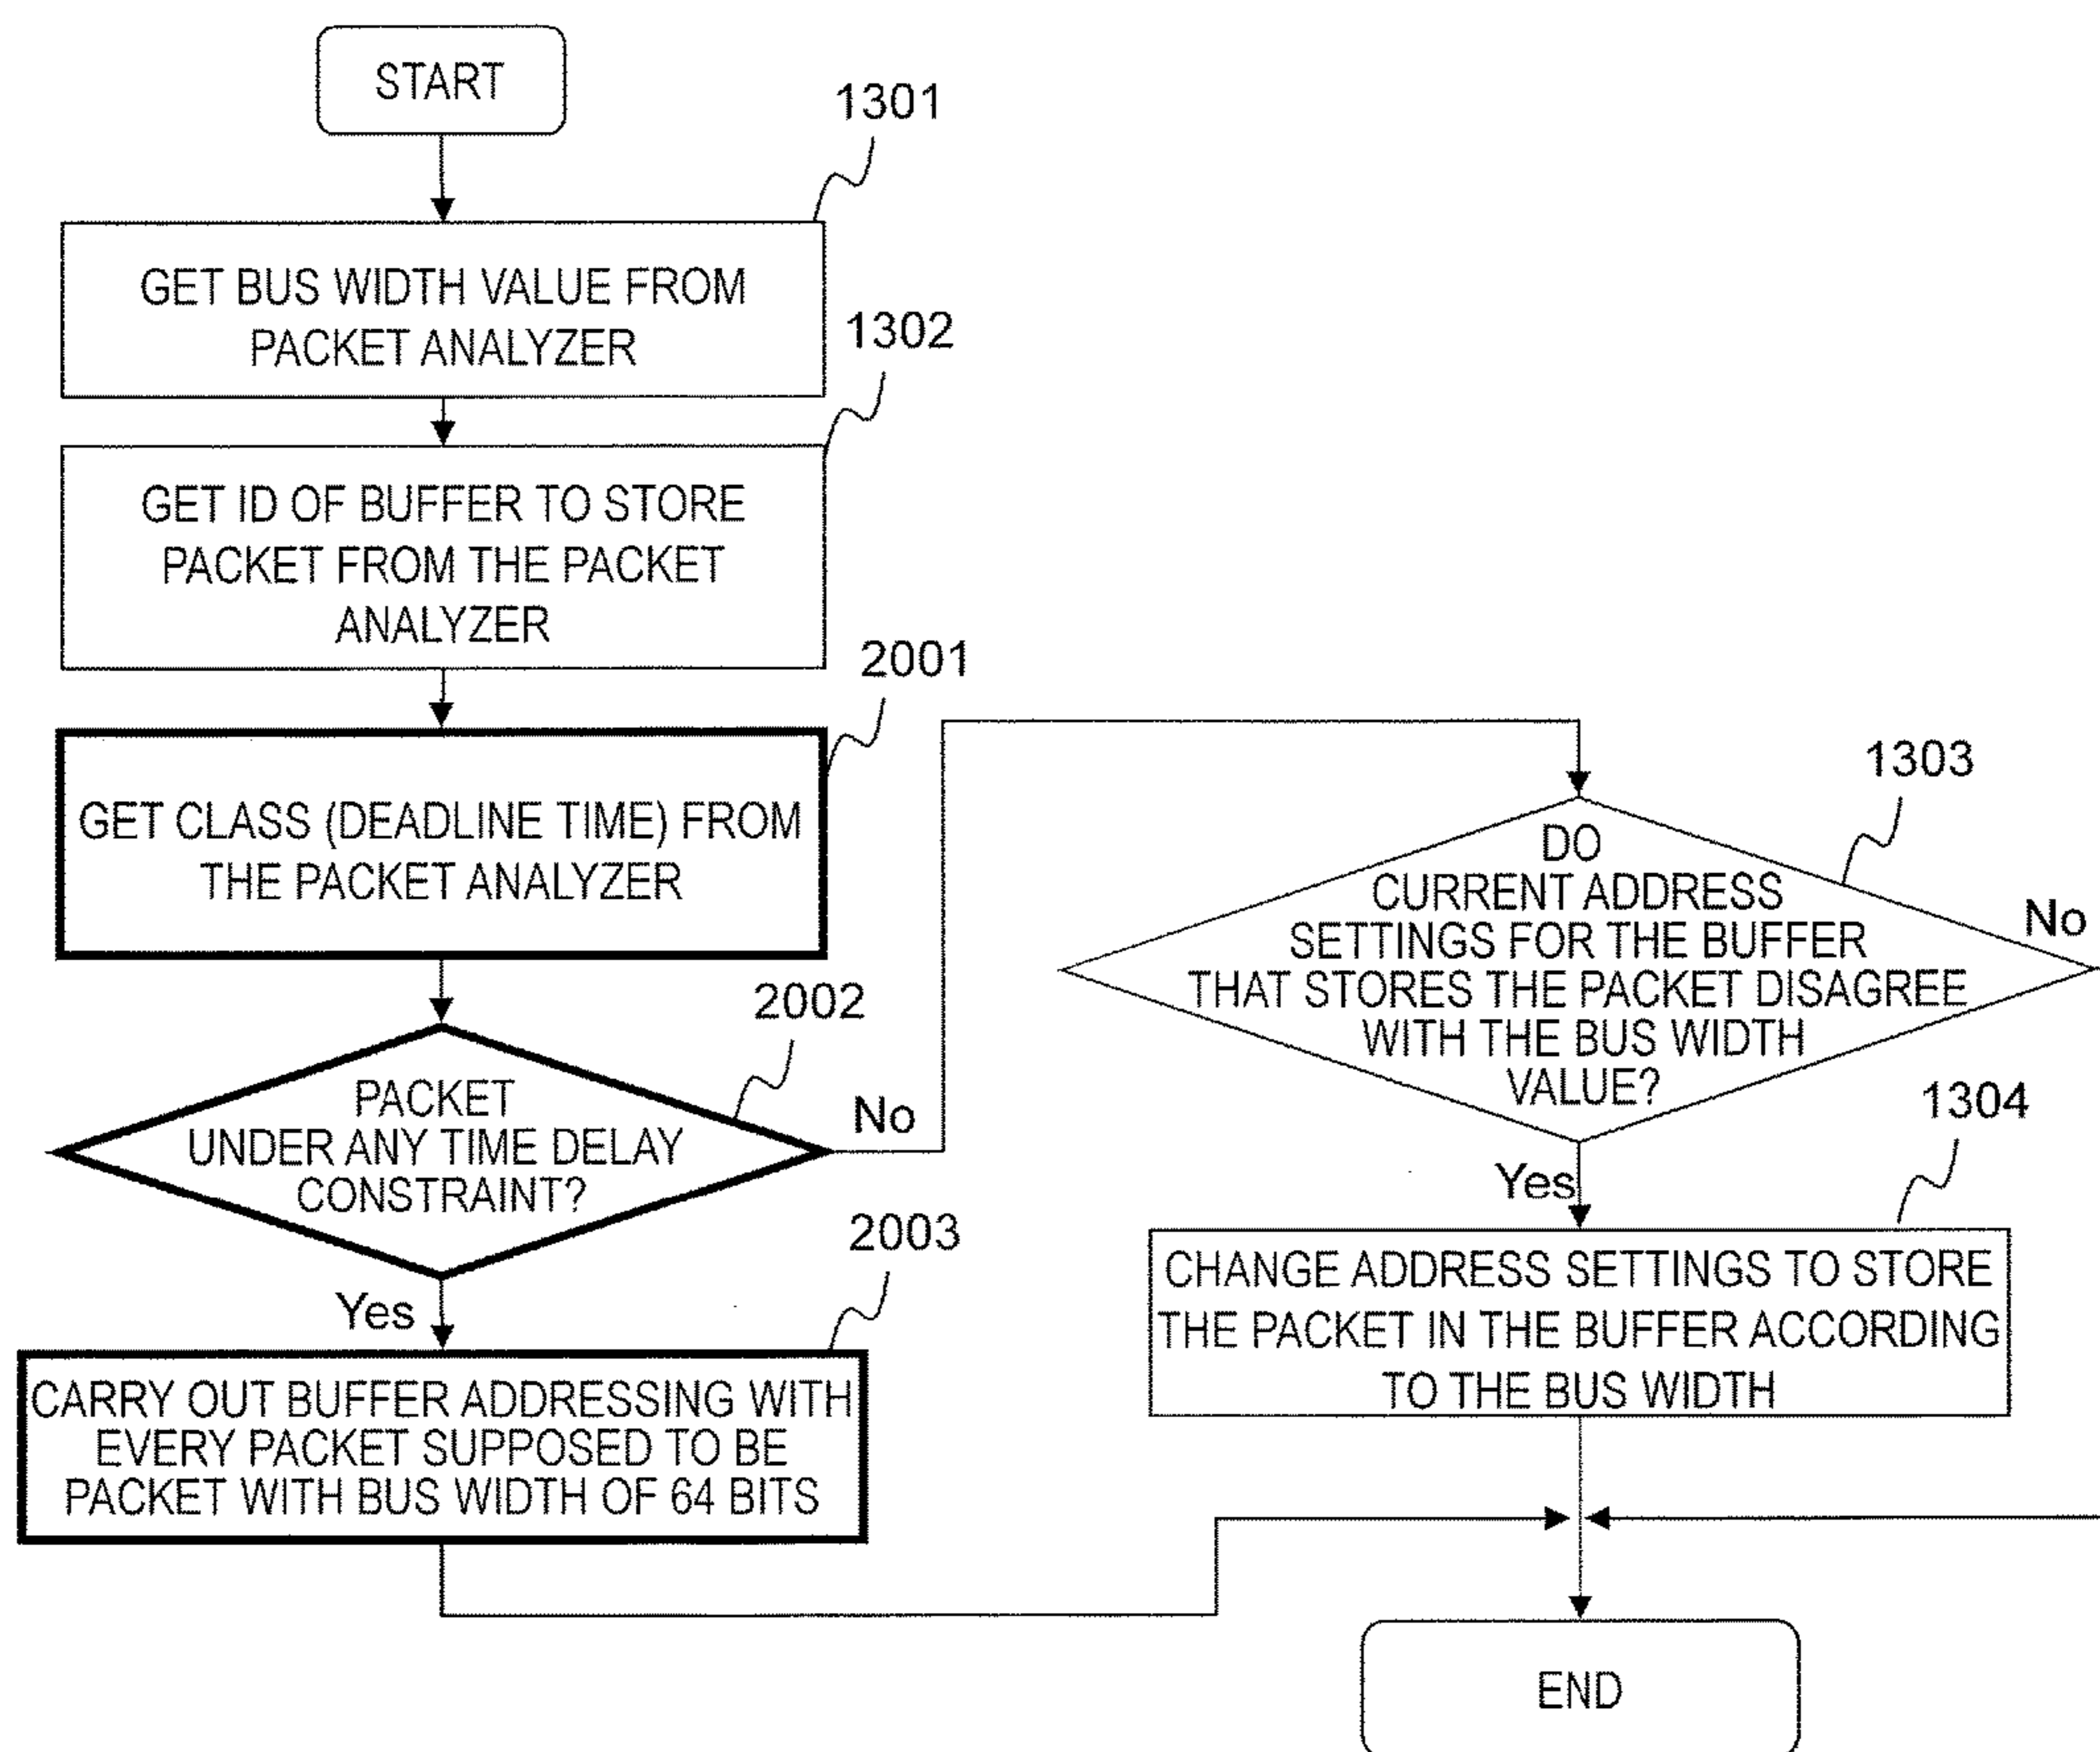 START
1301
GET BUS WIDTH VALUE FROM
PACKET ANALYZER
1302
GET ID OF BUFFER TO STORE
PACKET FROM THE PACKET
ANALYZER
2001
GET CLASS (DEADLINE TIME) FROM
THE PACKET ANALYZER
2002
PACKET
UNDER ANY TIME DELAY
CONSTRAINT?
No
Yes
2003
CARRY OUT BUFFER ADDRESSING WITH
EVERY PACKET SUPPOSED TO BE
PACKET WITH BUS WIDTH OF 64 BITS
1303
DO
CURRENT ADDRESS
SETTINGS FOR THE BUFFER
THAT STORES THE PACKET DISAGREE
WITH THE BUS WIDTH
VALUE?
No
Yes
1304
CHANGE ADDRESS SETTINGS TO STORE
THE PACKET IN THE BUFFER ACCORDING
TO THE BUS WIDTH
END